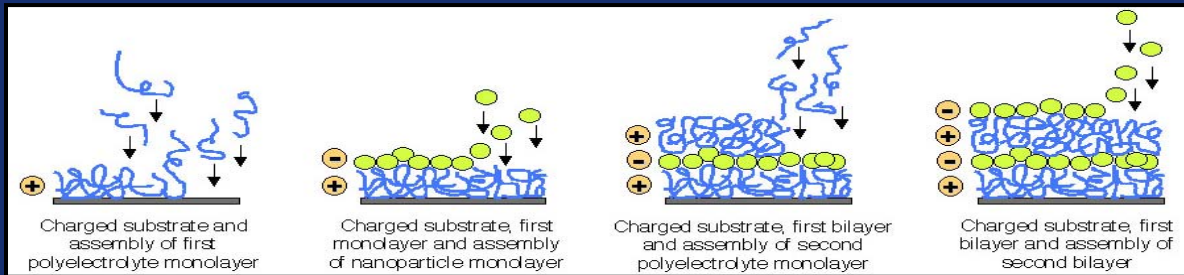 +
Charged substrate and
assembly of first
polyelectrolyte monolayer
-
+
Charged substrate, first
monolayer and assembly
of nanoparticle monolayer
+
-
+
Charged substrate, first bilayer
and assembly of second
polyelectrolyte monolayer
-
+
-
+
Charged substrate, first
bilayer and assembly of
second bilayer